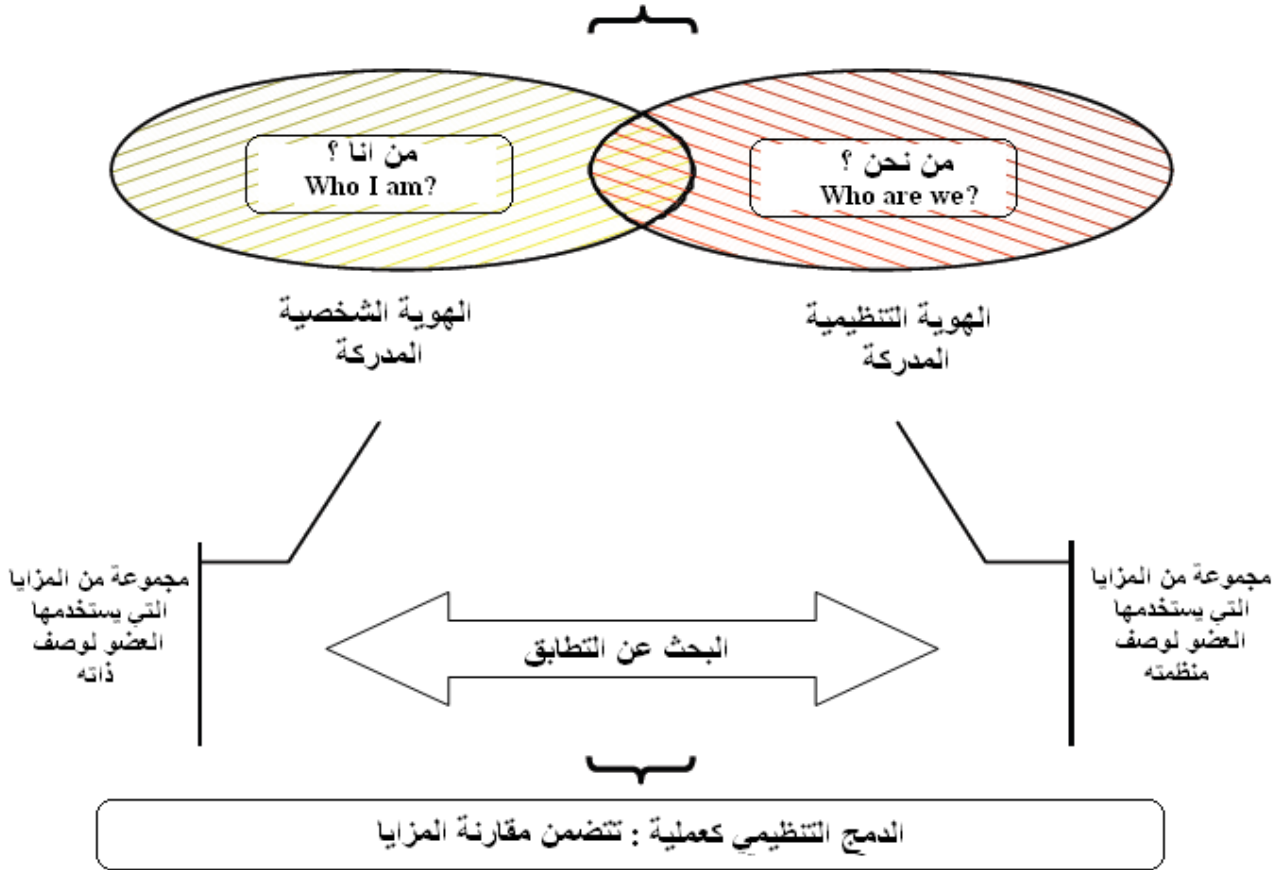 من انا ؟
Who I am?
من نحن ؟
Who are we?
الهوية الشخصية
المدركة
الهوية التنظيمية
المدركة
مجموعة من المزايا
التي يستخدمها
العضو لوصف
ذاته
البحث عن التطابق
مجموعة من المزايا
التي يستخدمها
العضو لوصف
منظمته
الدمج التنظيمي كعملية : تتضمن مقارنة المزايا